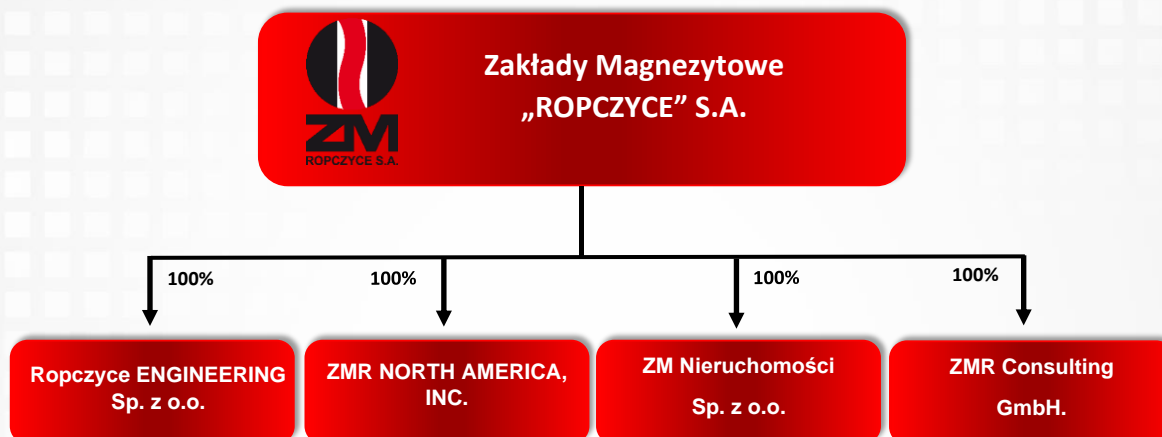 Zakłady Magnezytowe
„ROPCZYCE” S.A.
ZM
ROPCZYCE S.A.
100%
100%
100%
100%
Ropczyce ENGINEERING
Sp. z o.o.
ZMR NORTH AMERICA,
INC.
ZM Nieruchomości
Sp. z o.o.
ZMR Consulting
GmbH.